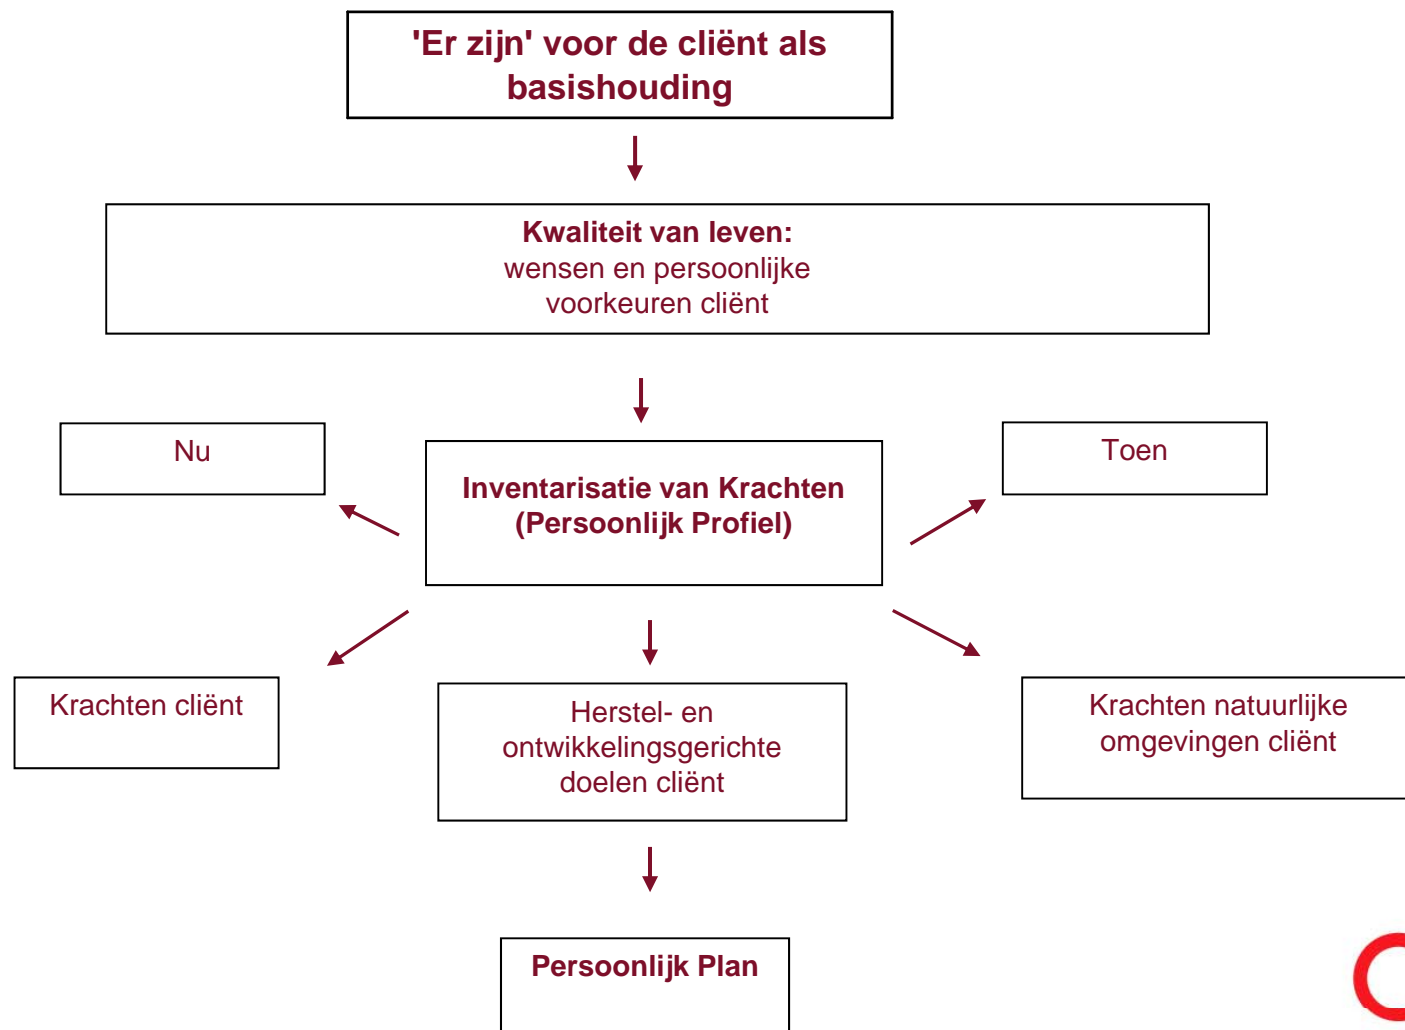 'Er zijn' voor de cliënt als
basishouding
Kwaliteit van leven:
wensen en persoonlijke
voorkeuren cliënt
Nu
Inventarisatie van Krachten
(Persoonlijk Profiel)
Toen
Krachten cliënt
Herstel- en
ontwikkelingsgerichte
doelen cliënt
Krachten natuurlijke
omgevingen cliënt
Persoonlijk Plan